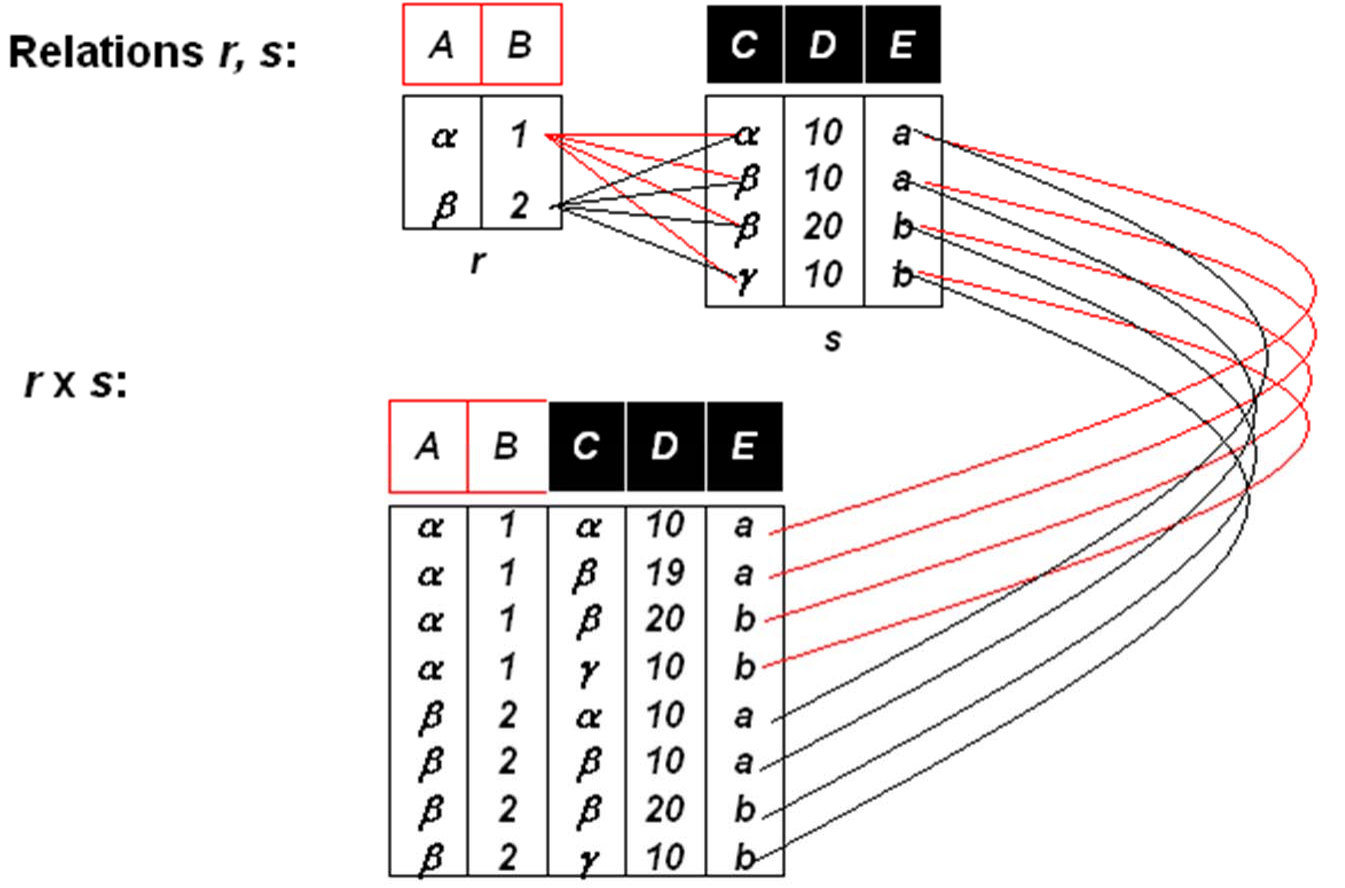 Relations r, s:
A B
α 1
β 2
r
C D E
α 10 a
β 10 a
β 20 b
γ 10 b
s
r x s:
A B C D E
α 1 α 10 a
α 1 β 19 a
α 1 β 20 b
α 1 γ 10 b
β 2 α 10 a
β 2 β 10 a
β 2 β 20 b
β 2 γ 10 b